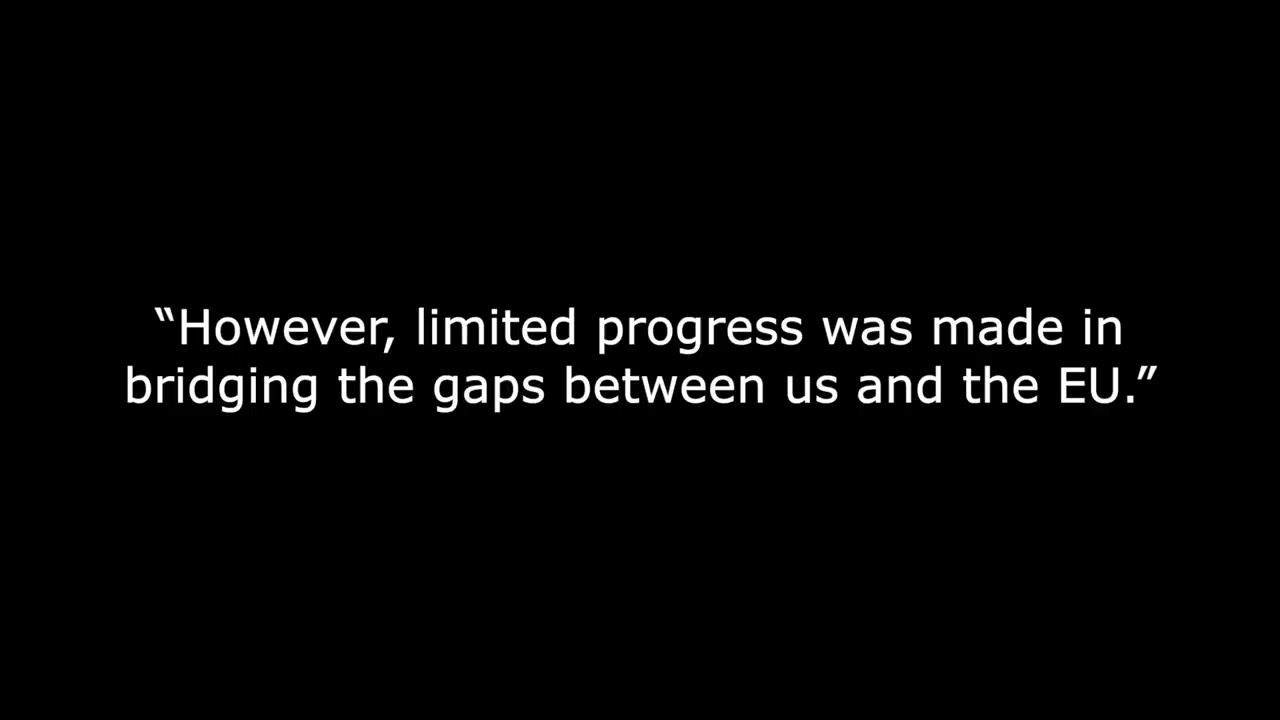 “However, limited progress was made in
bridging the gaps between us and the EU.”